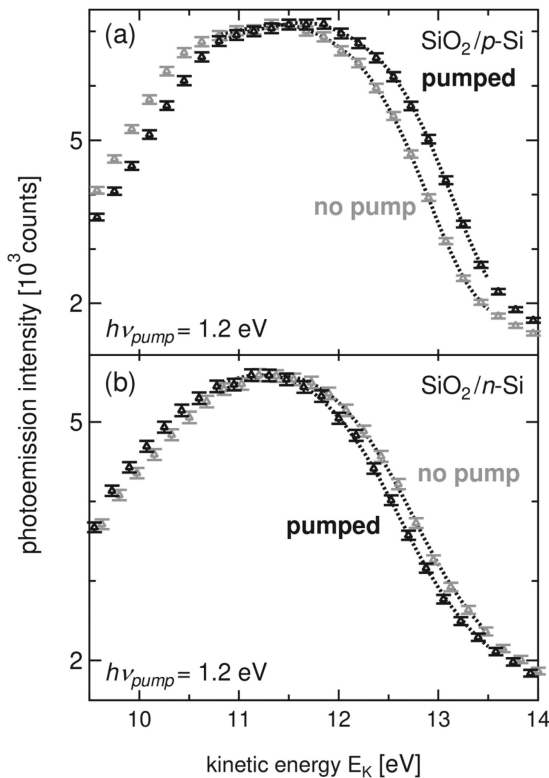 (a)
SiO2/p-Si
pumped
no pump
hνpump = 1.2 eV
5
2
photoemission intensity [10³counts]
(b)
SiO2/n-Si
no pump
pumped
hνpump = 1.2 eV
5
2
10 11 12 13 14
kinetic energy EK [eV]